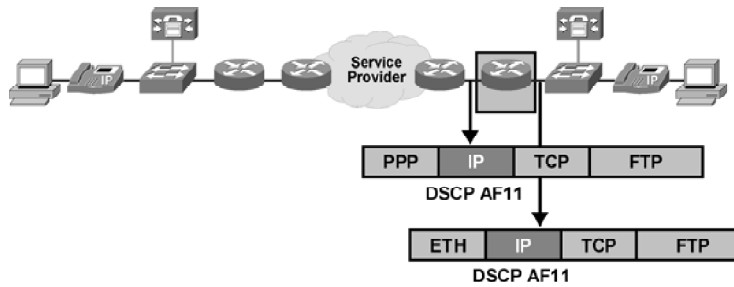 Service
Provider
IP
IP
PPP IP TCP FTP
DSCP AF11
ETH IP TCP FTP
DSCP AF11